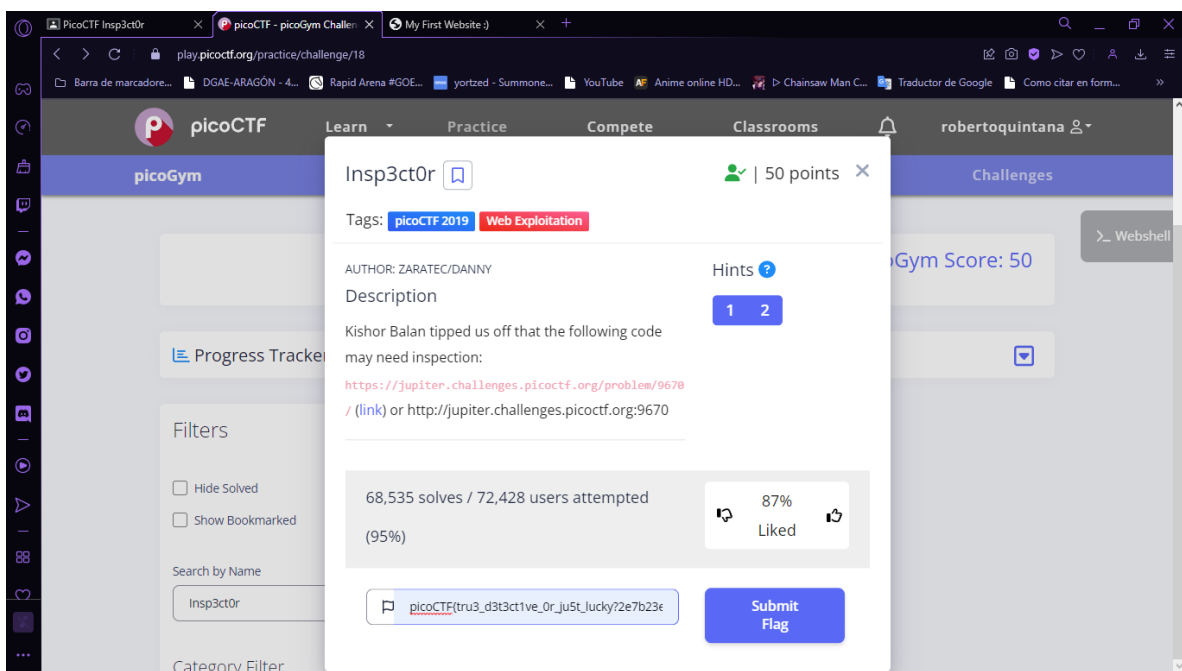 PicoCTF Insp3ct0r
picoCTF - picoGym Challen
My First Website :)
play.picoctf.org/practice/challenge/18
Barra de marcadore...
DGAE-ARAGÓN - 4...
Rapid Arena #GOE...
yortzed - Summone...
YouTube
Anime online HD...
▷ Chainsaw Man C...
Traductor de Google
Como citar en form...
picoCTF
Learn
Practice
Compete
Classrooms
robertoquintana
picoGym
Challenges
Insp3ct0r
| 50 points
Tags: picoCTF 2019 Web Exploitation
>_ Webshell
Gym Score: 50
AUTHOR: ZARATEC/DANNY
Hints ?
Description
1 2
Kishor Balan tipped us off that the following code
may need inspection:
https://jupiter.challenges.picoctf.org/problem/9670
/ (link) or http://jupiter.challenges.picoctf.org:9670
Progress Tracke
Filters
Hide Solved
Show Bookmarked
68,535 solves / 72,428 users attempted
(95%)
87%
Liked
Search by Name
Insp3ct0r
picoCTF{tru3_d3t3ct1ve_0r_ju5t_lucky?2e7b23e
Submit
Flag
Category Filter